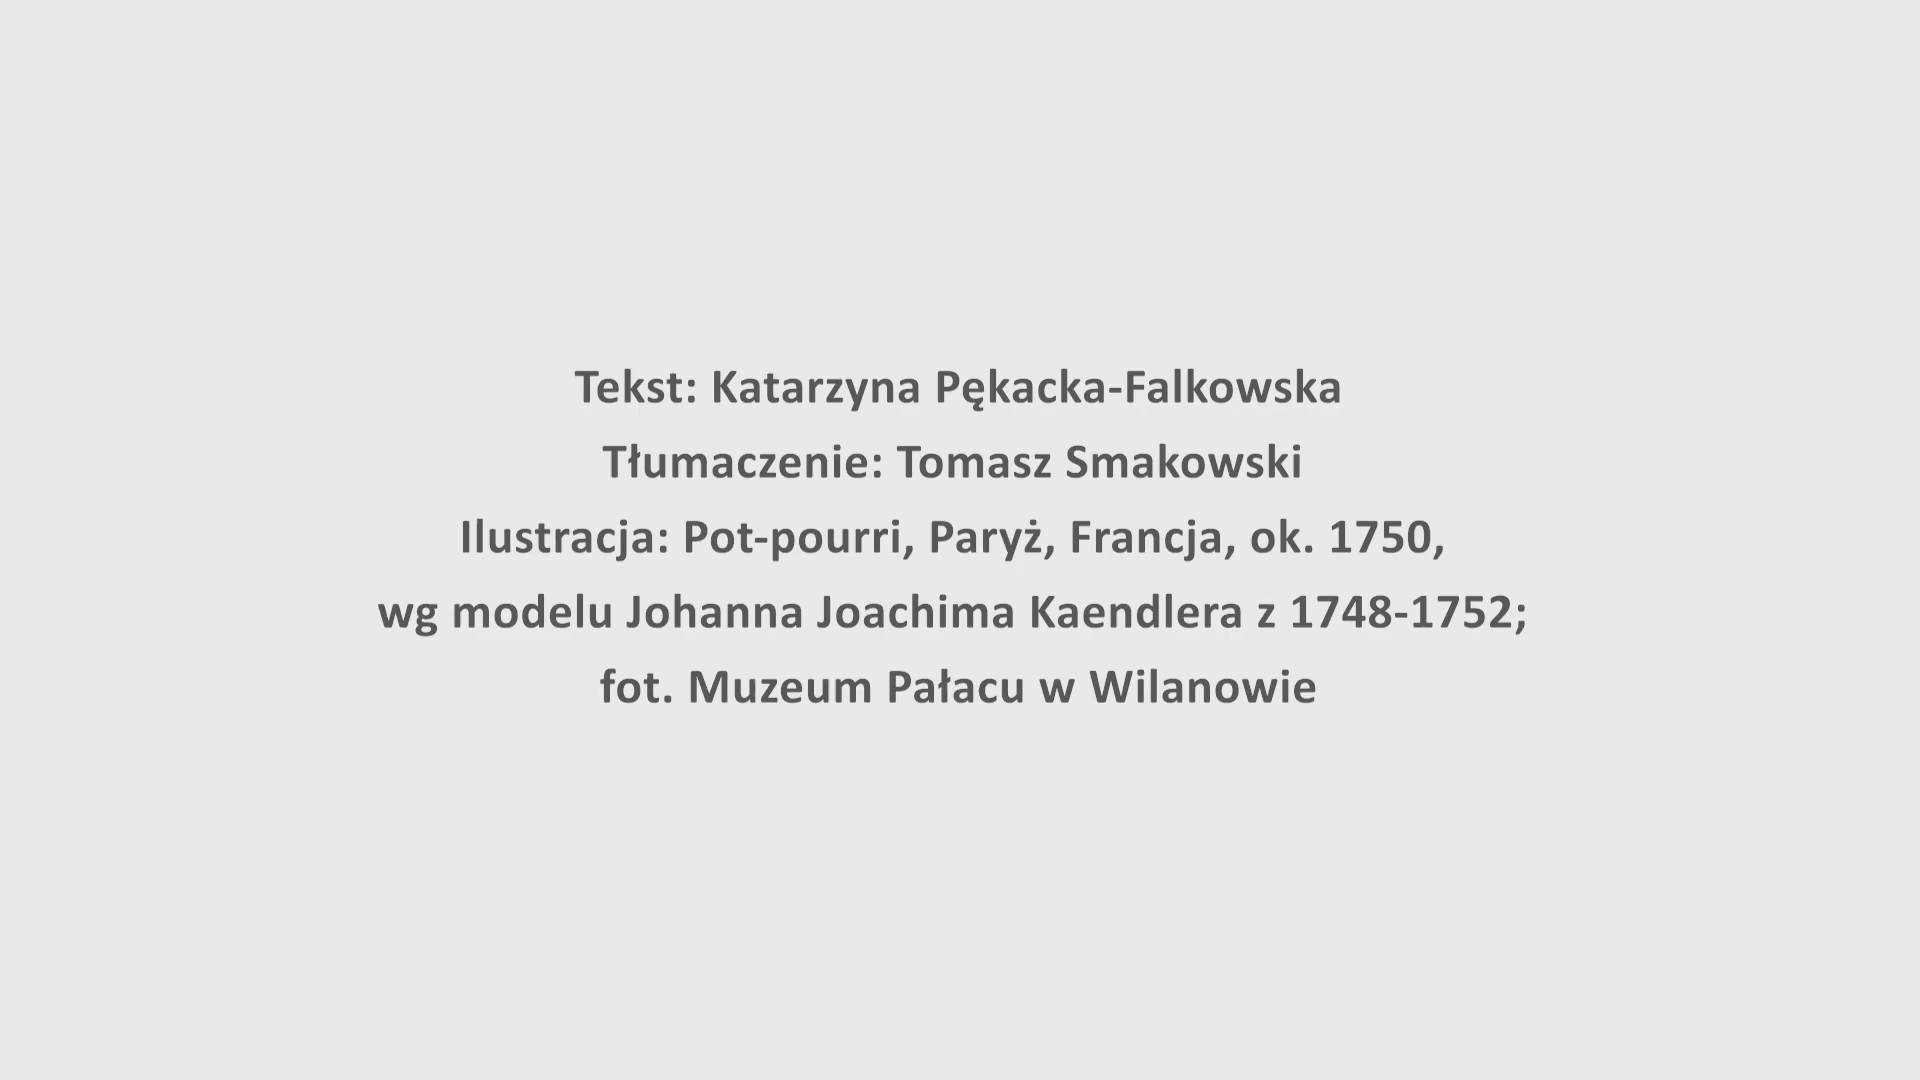 Tekst: Katarzyna Pękacka-Falkowska
Tłumaczenie: Tomasz Smakowski
Ilustracja: Pot-pourri, Paryż, Francja, ok. 1750,
wg modelu Johanna Joachima Kaendlera z 1748-1752;
fot. Muzeum Pałacu w Wilanowie